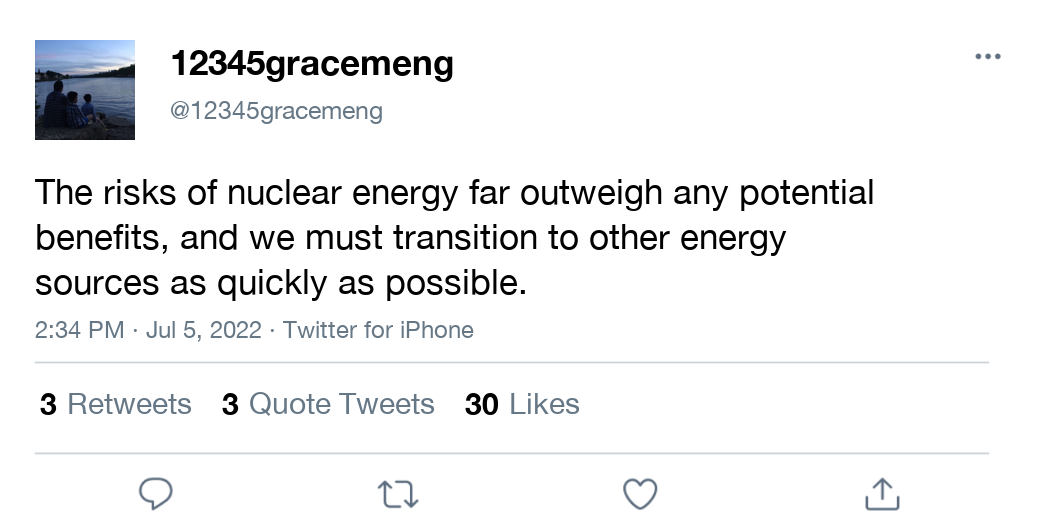 12345gracemeng
@12345gracemeng
The risks of nuclear energy far outweigh any potential
benefits, and we must transition to other energy
sources as quickly as possible.
2:34 PM · Jul 5, 2022 · Twitter for iPhone
3 Retweets 3 Quote Tweets 30 Likes